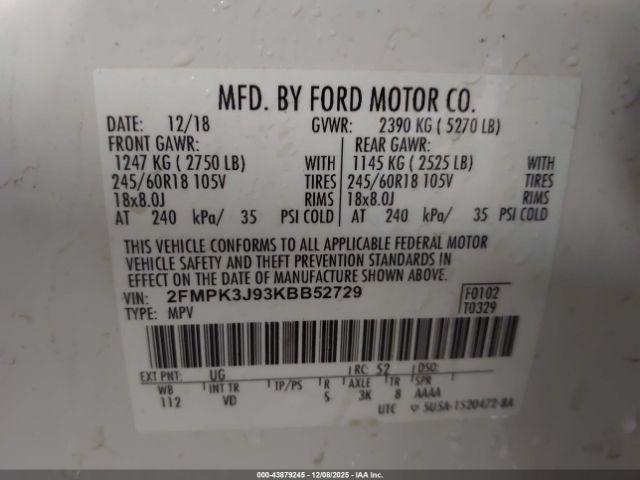 MFD. BY FORD MOTOR CO.
DATE: 12/18 GVWR: 2390 KG ( 5270 LB)
FRONT GAWR: REAR GAWR:
1247 KG ( 2750 LB) WITH 1145 KG ( 2525 LB) WITH
245/60R18 105V TIRES 245/60R18 105V TIRES
18x8.0J RIMS 18x8.0J RIMS
AT 240 kPa/ 35 PSI COLD AT 240 kPa/ 35 PSI COLD
THIS VEHICLE CONFORMS TO ALL APPLICABLE FEDERAL MOTOR
VEHICLE SAFETY AND THEFT PREVENTION STANDARDS IN
EFFECT ON THE DATE OF MANUFACTURE SHOWN ABOVE.
VIN: 2FMPK3J93KBB52729 F0102
TYPE: MPV T0329
EXT PNT: UG RC: 52 DSO:
WB INT TR TP/PS R AXLE TR SPR
112 VD S 3K 8 AAAA
UTC SU5A-1520472-BA
000-43879245 - 12/08/2025 - IAAI Inc.